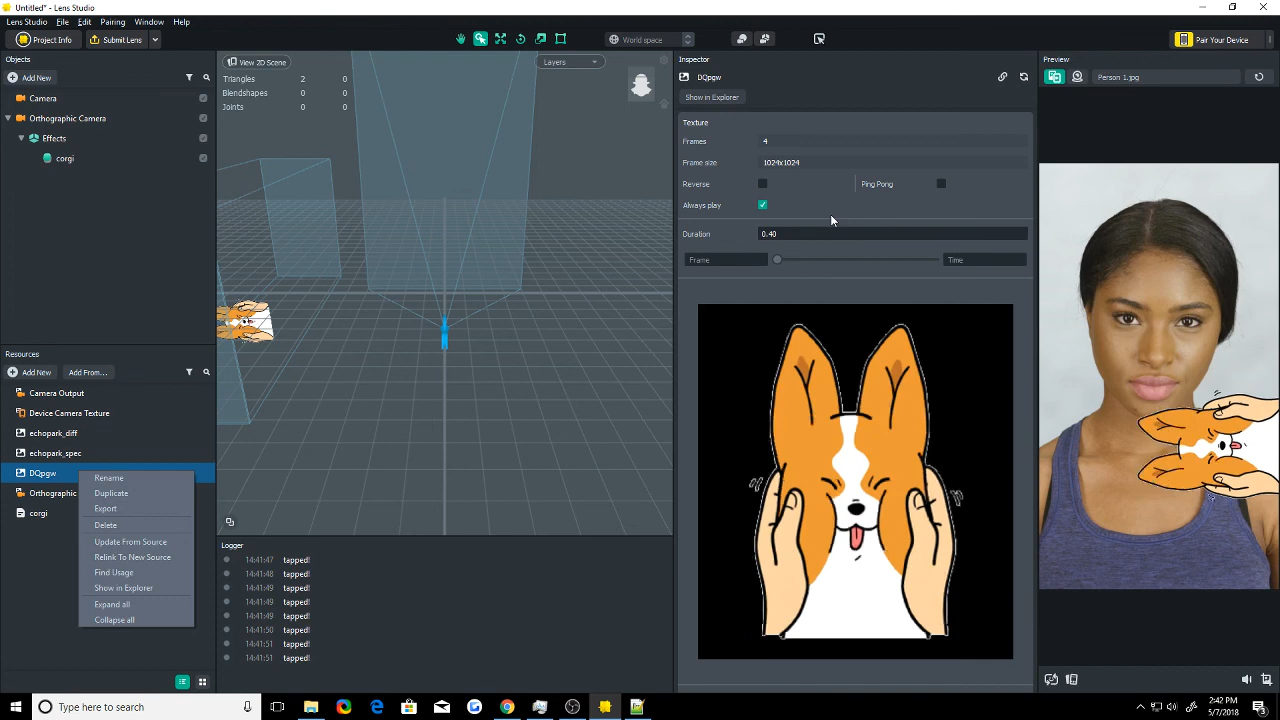 Untitled* - Lens Studio
Lens Studio File Edit Pairing Window Help
Project Info Submit Lens World space Pair Your Device
Add New
Camera
Orthographic Camera
Effects
corgi
View 2D Scene Layers
Triangles 2 0
Blendshapes 0 0
Joints 0 0
Resources
Add New Add From...
Camera Output
Device Camera Texture
echopark_diff
echopark_spec
DQpgw
Orthographic
corgi
Rename
Duplicate
Export
Delete
Update From Source
Relink To New Source
Find Usage
Show in Explorer
Expand all
Collapse all
Logger
14:41:47 tapped!
14:41:48 tapped!
14:41:49 tapped!
14:41:49 tapped!
14:41:49 tapped!
14:41:50 tapped!
14:41:51 tapped!
14:41:51 tapped!
Inspector
DQpgw
Show in Explorer
Texture
Frames 4
Frame size 1024x1024
Reverse Ping Pong
Always play
Duration 0.40
Frame Time
Preview
Person 1.jpg
Type here to search
2:42 PM
5/7/2018